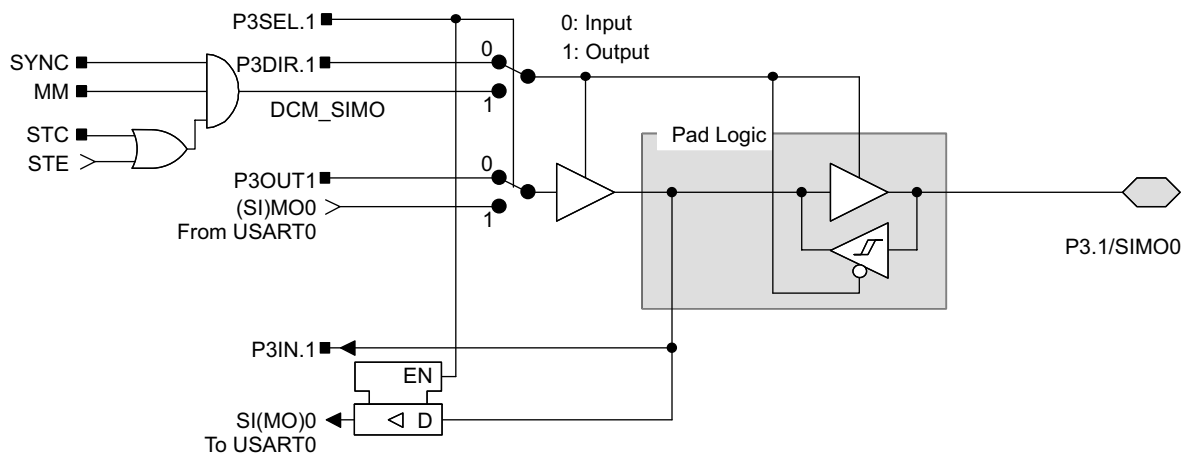 P3SEL.1
0: Input
1: Output
SYNC
P3DIR.1
0
MM
1
DCM_SIMO
STC
STE
Pad Logic
P3OUT1
0
(SI)MO0
1
From USART0
P3.1/SIMO0
P3IN.1
EN
SI(MO)0
D
To USART0